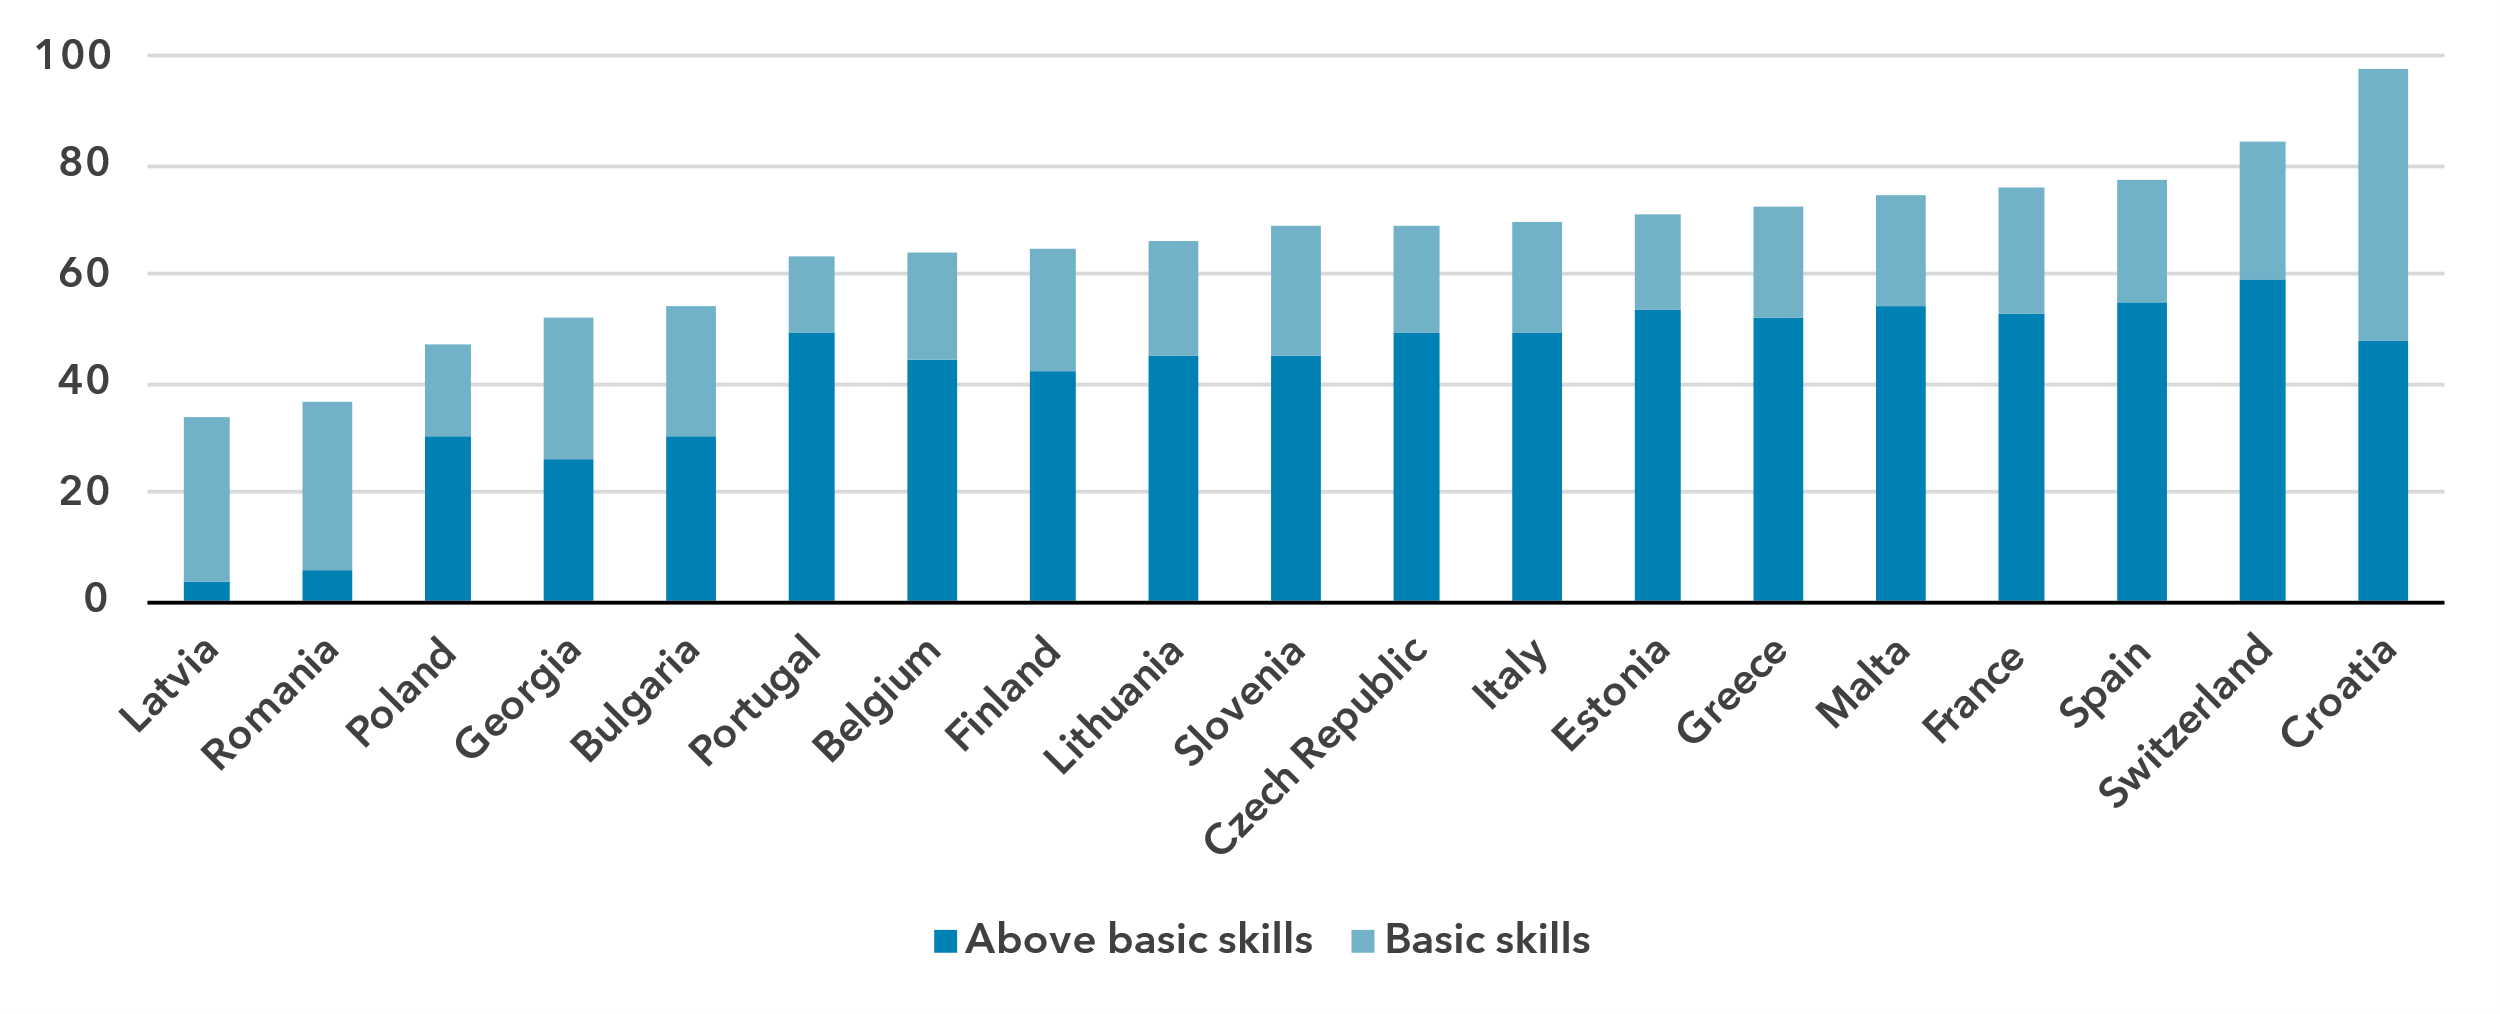 100
80
60
40
20
0
Latvia
Romania
Poland
Georgia
Bulgaria
Portugal
Belgium
Finland
Lithuania
Slovenia
Czech Republic
Italy
Estonia
Greece
Malta
France
Spain
Switzerland
Croatia
Above basic skills
Basic skills